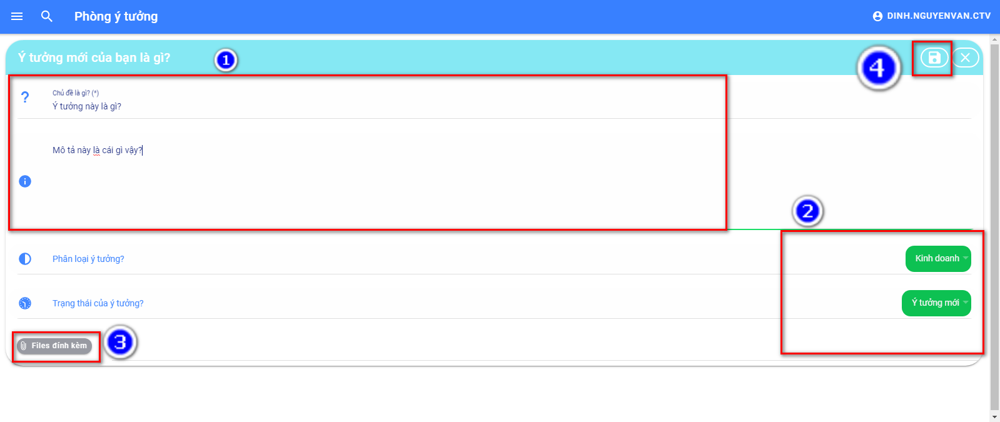 Phòng ý tưởng
DINH.NGUYENVAN.CTV
Ý tưởng mới của bạn là gì?
1
4
Chủ đề là gì? (*)
Ý tưởng này là gì?
Mô tả này là cái gì vậy?
2
Phân loại ý tưởng?
Kinh doanh
Trạng thái của ý tưởng?
Ý tưởng mới
Files đính kèm
3